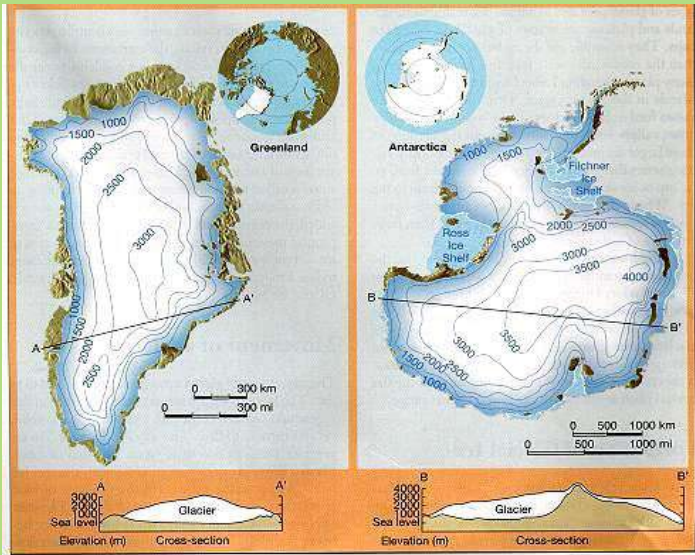 Greenland
1000
1500
2000
2500
3000
1000
1500
2000
2500
A
A'
0 300 km
0 300 mi
Antarctica
1000
1500
Filchner
Ice
Shelf
Ross
Ice
Shelf
2000
2500
3000
3000
3500
4000
B
B'
3000
3500
1500
2000
2500
1000
0 500 1000 km
0 500 1000 mi
A
A'
3000
2000
1000
Sea level
Glacier
Elevation (m)
Cross-section
B
B'
4000
3000
2000
1000
Sea level
Glacier
Elevation (m)
Cross-section